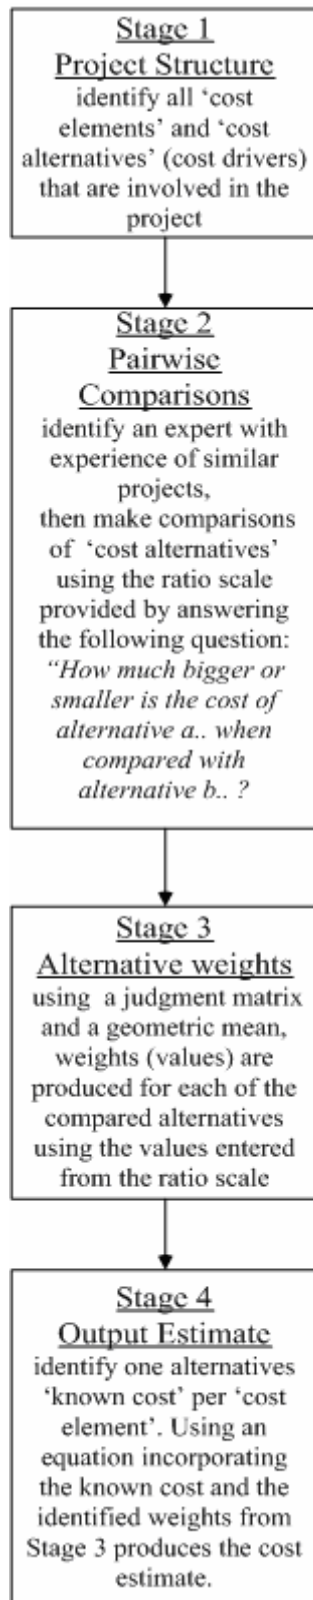 Stage 1
Project Structure
identify all ‘cost
elements’ and ‘cost
alternatives’ (cost drivers)
that are involved in the
project
Stage 2
Pairwise
Comparisons
identify an expert with
experience of similar
projects,
then make comparisons
of ‘cost alternatives’
using the ratio scale
provided by answering
the following question:
“How much bigger or
smaller is the cost of
alternative a.. when
compared with
alternative b.. ?
Stage 3
Alternative weights
using a judgment matrix
and a geometric mean,
weights (values) are
produced for each of the
compared alternatives
using the values entered
from the ratio scale
Stage 4
Output Estimate
identify one alternatives
‘known cost’ per ‘cost
element’. Using an
equation incorporating
the known cost and the
identified weights from
Stage 3 produces the cost
estimate.